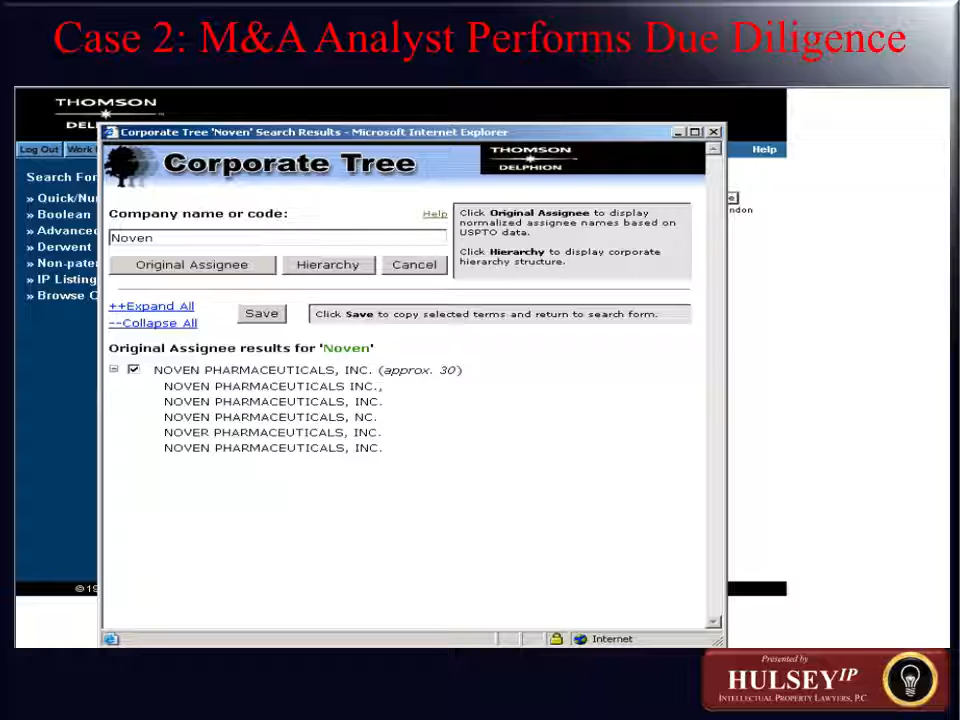 Case 2: M&A Analyst Performs Due Diligence
THOMSON
Corporate Tree 'Noven' Search Results - Microsoft Internet Explorer
Log Out
Help
Corporate Tree
THOMSON
DELPHION
Search For
Company name or code:
Help
Click Original Assignee to display
normalized assignee names based on
USPTO data.
Click Hierarchy to display corporate
hierarchy structure.
Noven
Original Assignee
Hierarchy
Cancel
» Boolean
» Derwent
» IP Listing
» Browse
++Expand All
--Collapse All
Save
Click Save to copy selected terms and return to search form.
Original Assignee results for 'Noven'
NOVEN PHARMACEUTICALS, INC. (approx. 30)
NOVEN PHARMACEUTICALS INC.,
NOVEN PHARMACEUTICALS, INC.
NOVEN PHARMACEUTICALS, NC.
NOVER PHARMACEUTICALS, INC.
NOVEN PHARMACEUTICALS, INC.
Internet
Presented by
HULSEY IP
INTELLECTUAL PROPERTY LAWYERS, P.C.